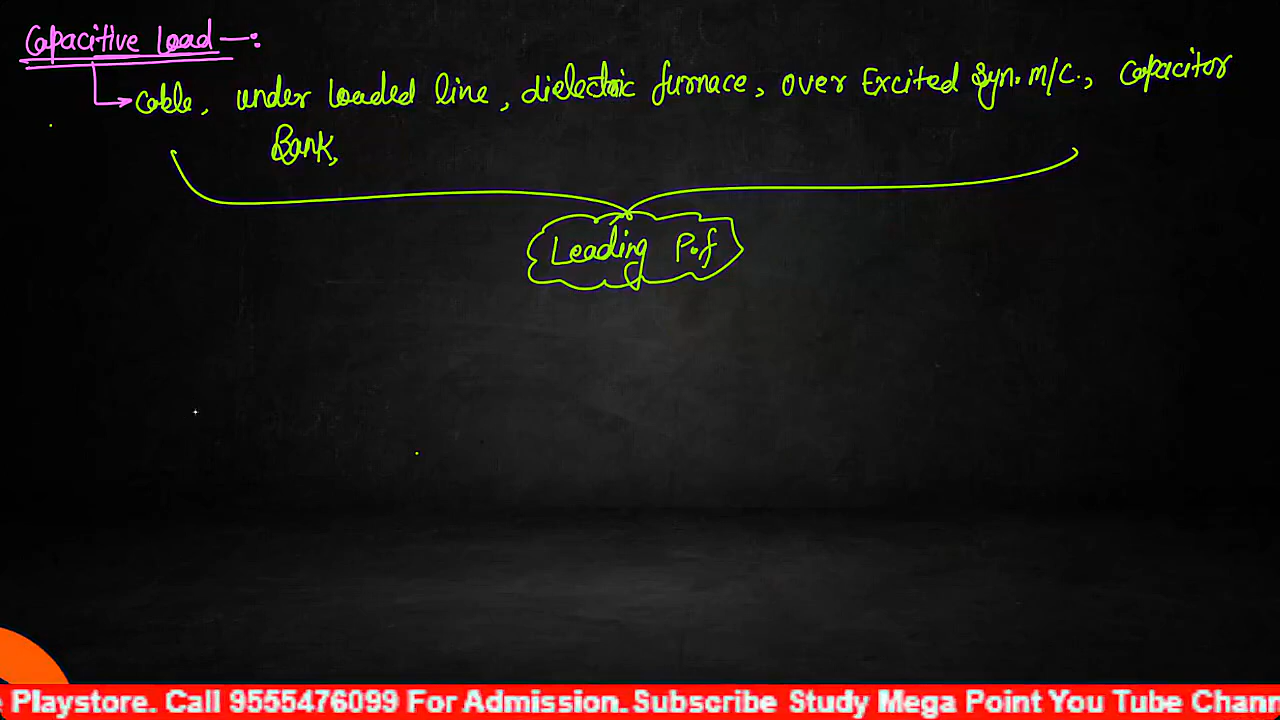 Capacitive Load —:
Cable, under Loaded line, dielectric furnace, over Excited Syn. M/C., Capacitor
Bank,
Leading P.f
Playstore. Call 9555476099 For Admission. Subscribe Study Mega Point You Tube Chann